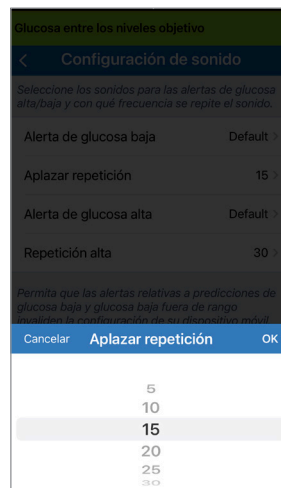 Glucosa entre los niveles objetivo
< Configuración de sonido
Seleccione los sonidos para las alertas de glucosa
alta/baja y con qué frecuencia se repite el sonido.
Alerta de glucosa baja Default >
Aplazar repetición 15 >
Alerta de glucosa alta Default >
Repetición alta 30 >
Permita que las alertas relativas a predicciones de
glucosa baja y glucosa baja fuera de rango
invaliden la configuración de su dispositivo móvil
Cancelar Aplazar repetición OK
5
10
15
20
25
30